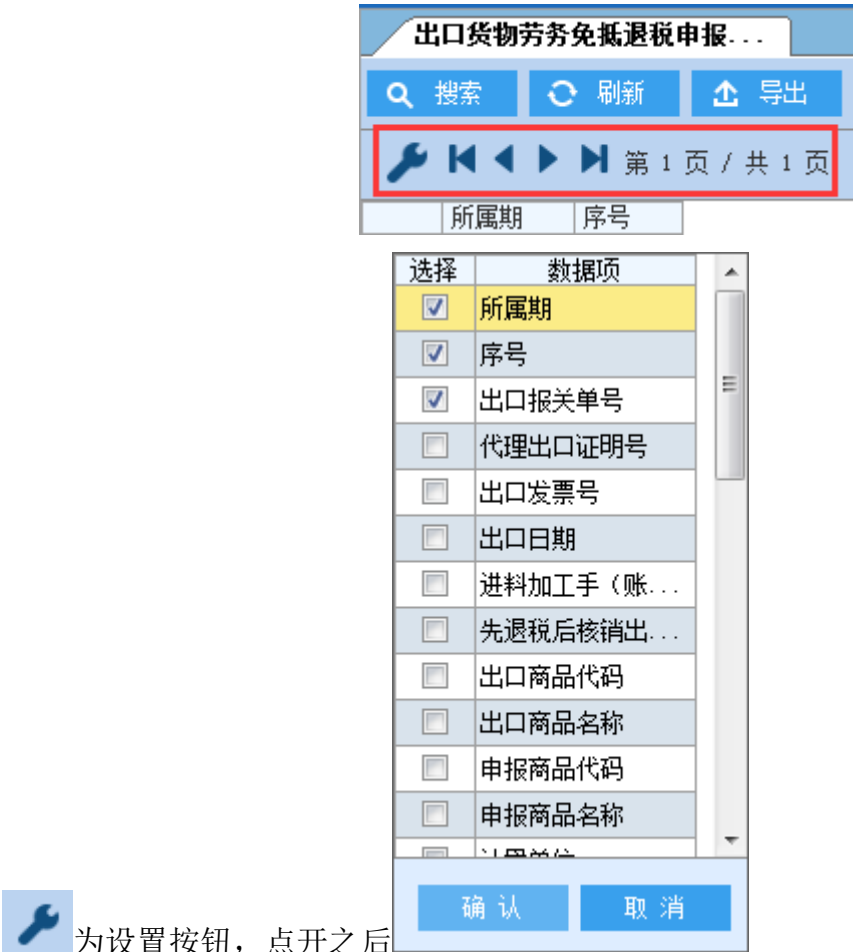 出口货物劳务免抵退税申报...
搜索 刷新 导出
第 1 页 / 共 1 页
所属期 序号
选择 数据项
所属期
序号
出口报关单号
代理出口证明号
出口发票号
出口日期
进料加工手（账...
先退税后核销出...
出口商品代码
出口商品名称
申报商品代码
申报商品名称
确 认 取 消
为设置按钮，点开之后